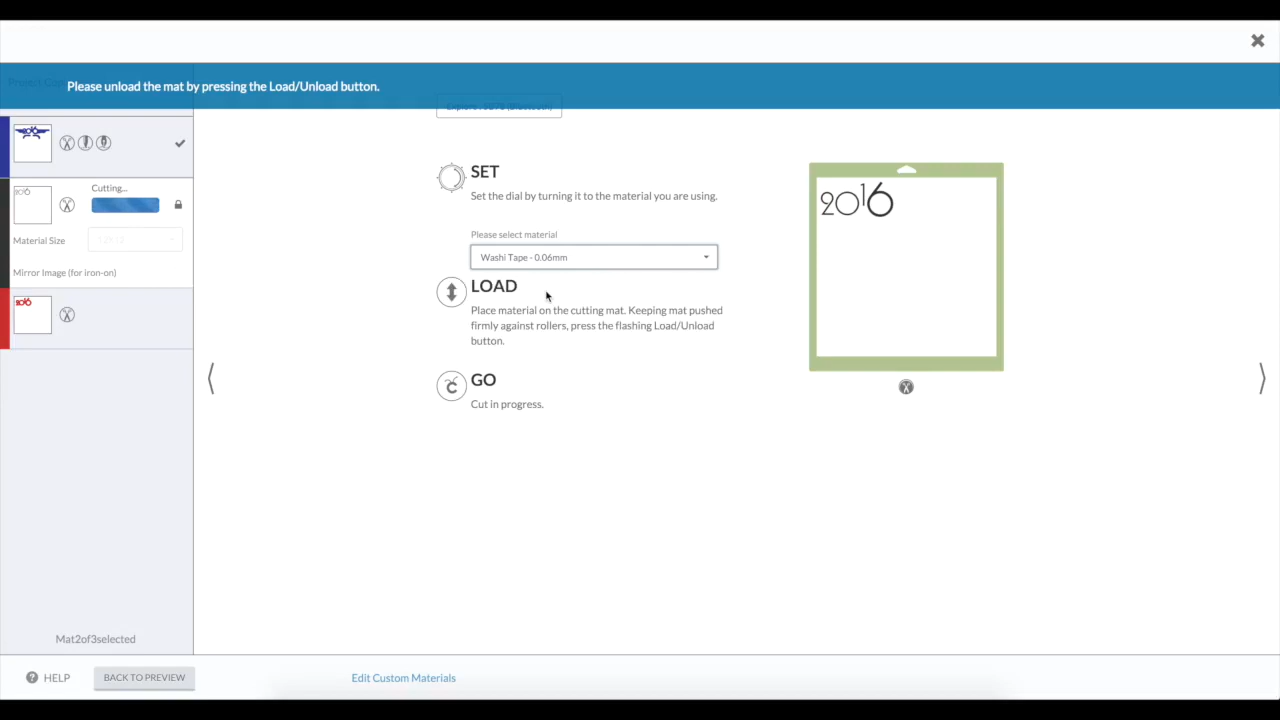 Please unload the mat by pressing the Load/Unload button.
SET
Set the dial by turning it to the material you are using.
Please select material
Washi Tape - 0.06mm
LOAD
Place material on the cutting mat. Keeping mat pushed
firmly against rollers, press the flashing Load/Unload
button.
GO
Cut in progress.
2016
2016
Cutting...
2016
Material Size
Mirror Image (for iron-on)
2016
Mat2of3selected
HELP
BACK TO PREVIEW
Edit Custom Materials